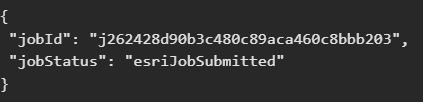 {
"jobId": "j262428d90b3c480c89aca460c8bbb203",
"jobStatus": "esriJobSubmitted"
}